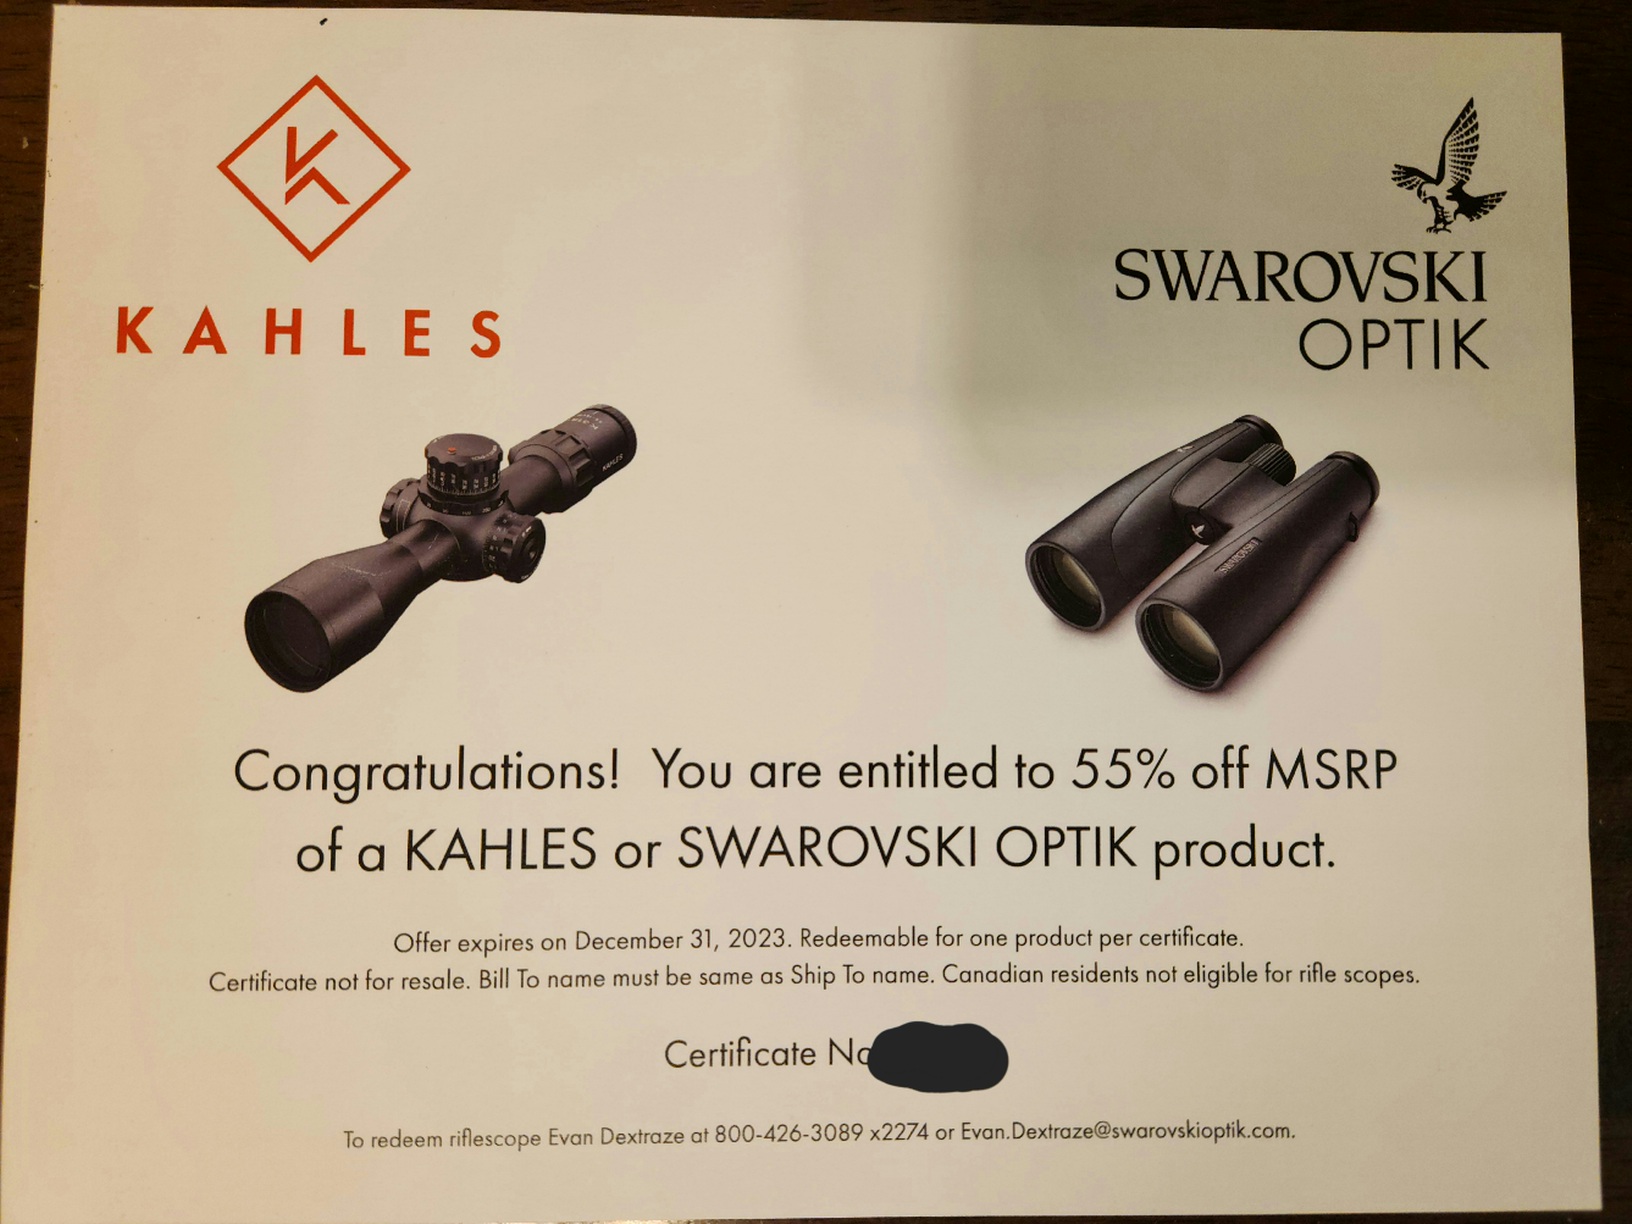 KAHLES
SWAROVSKI
OPTIK
KAHLES
SWAROVSKI
Congratulations! You are entitled to 55% off MSRP
of a KAHLES or SWAROVSKI OPTIK product.
Offer expires on December 31, 2023. Redeemable for one product per certificate.
Certificate not for resale. Bill To name must be same as Ship To name. Canadian residents not eligible for rifle scopes.
Certificate No
To redeem riflescope Evan Dextraze at 800-426-3089 x2274 or Evan.Dextraze@swarovskioptik.com.